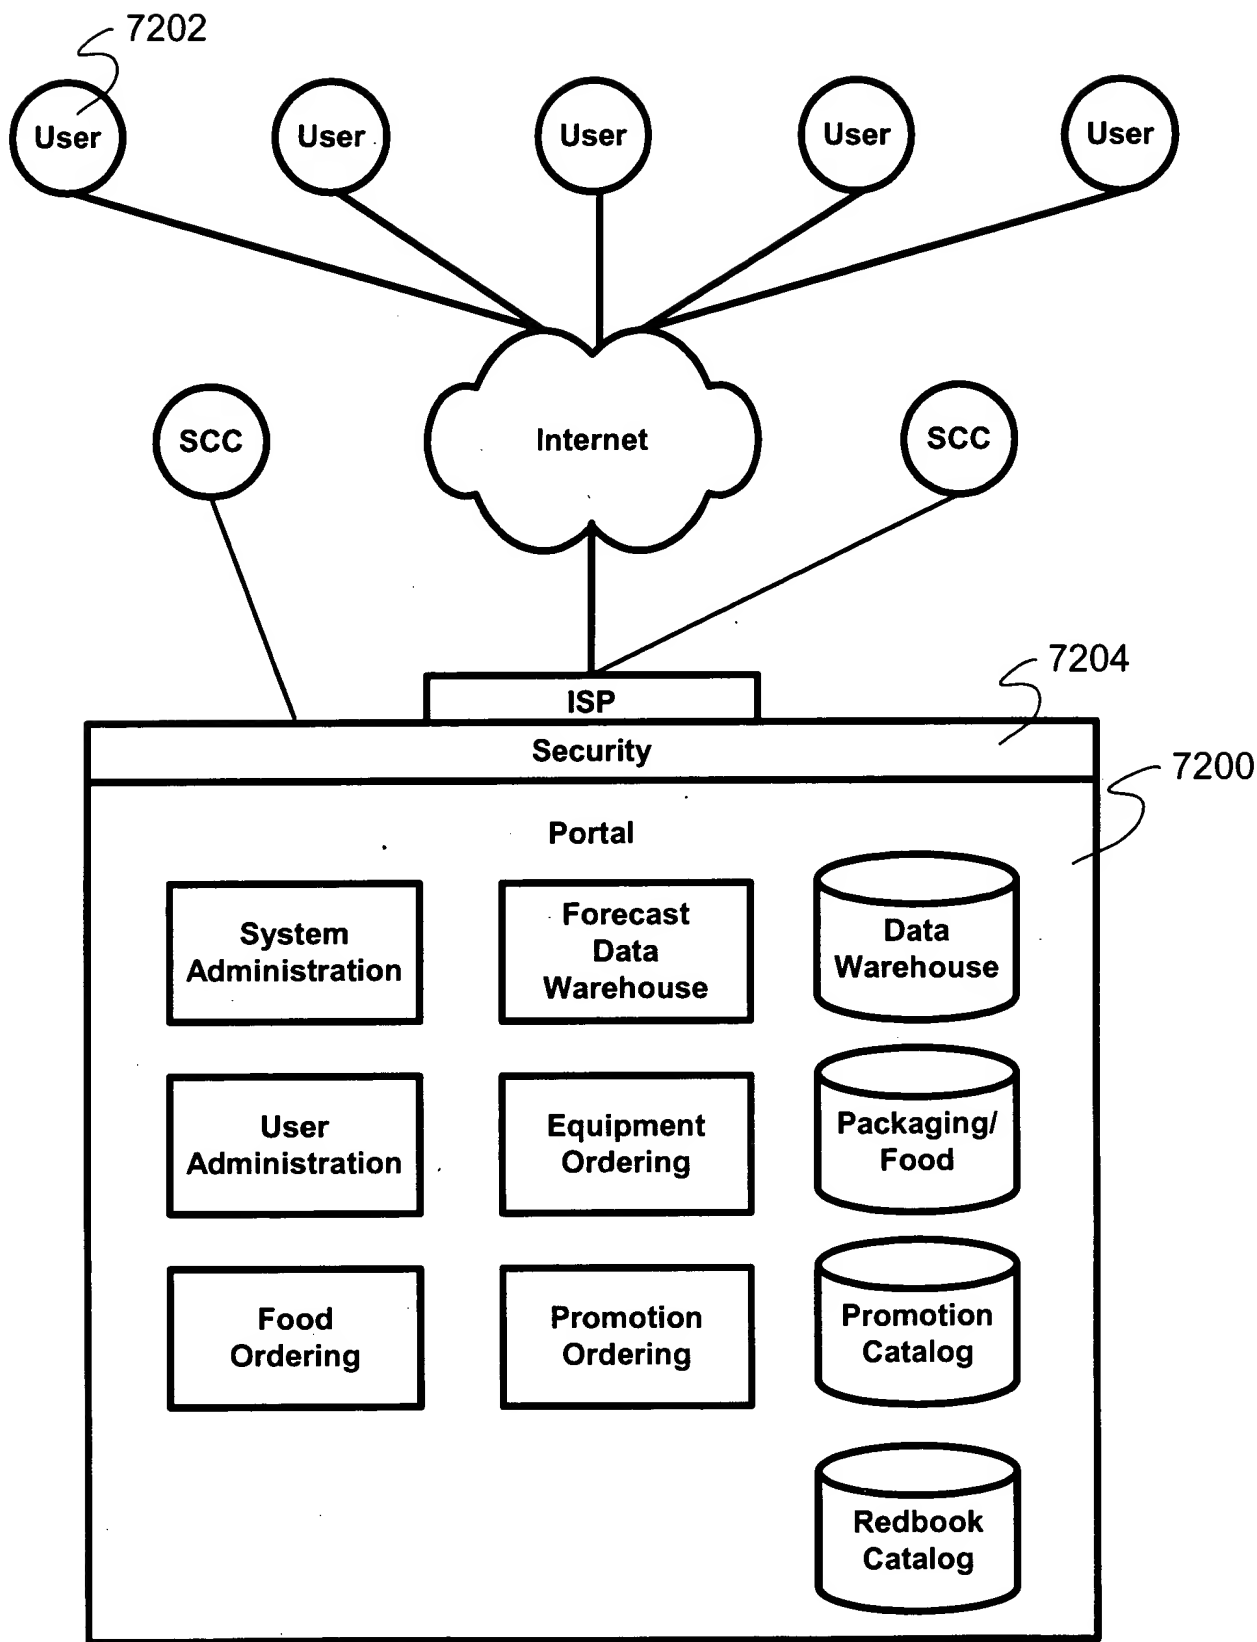 7202
User
User
User
User
User
SCC
Internet
SCC
ISP
7204
Security
7200
Portal
System
Administration
Forecast
Data
Warehouse
Data
Warehouse
User
Administration
Equipment
Ordering
Packaging/
Food
Food
Ordering
Promotion
Ordering
Promotion
Catalog
Redbook
Catalog